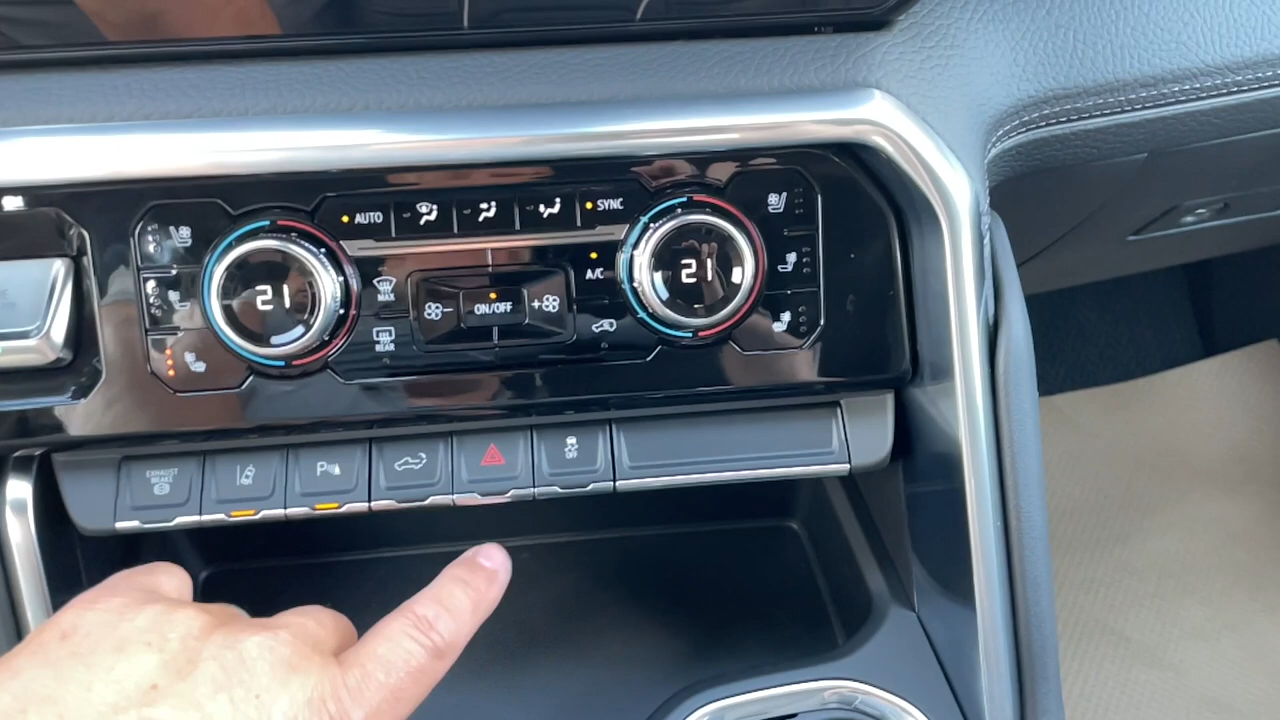 AUTO
SYNC
21
MAX
ON/OFF
A/C
21
REAR
EXHAUST
BRAKE
P
OFF